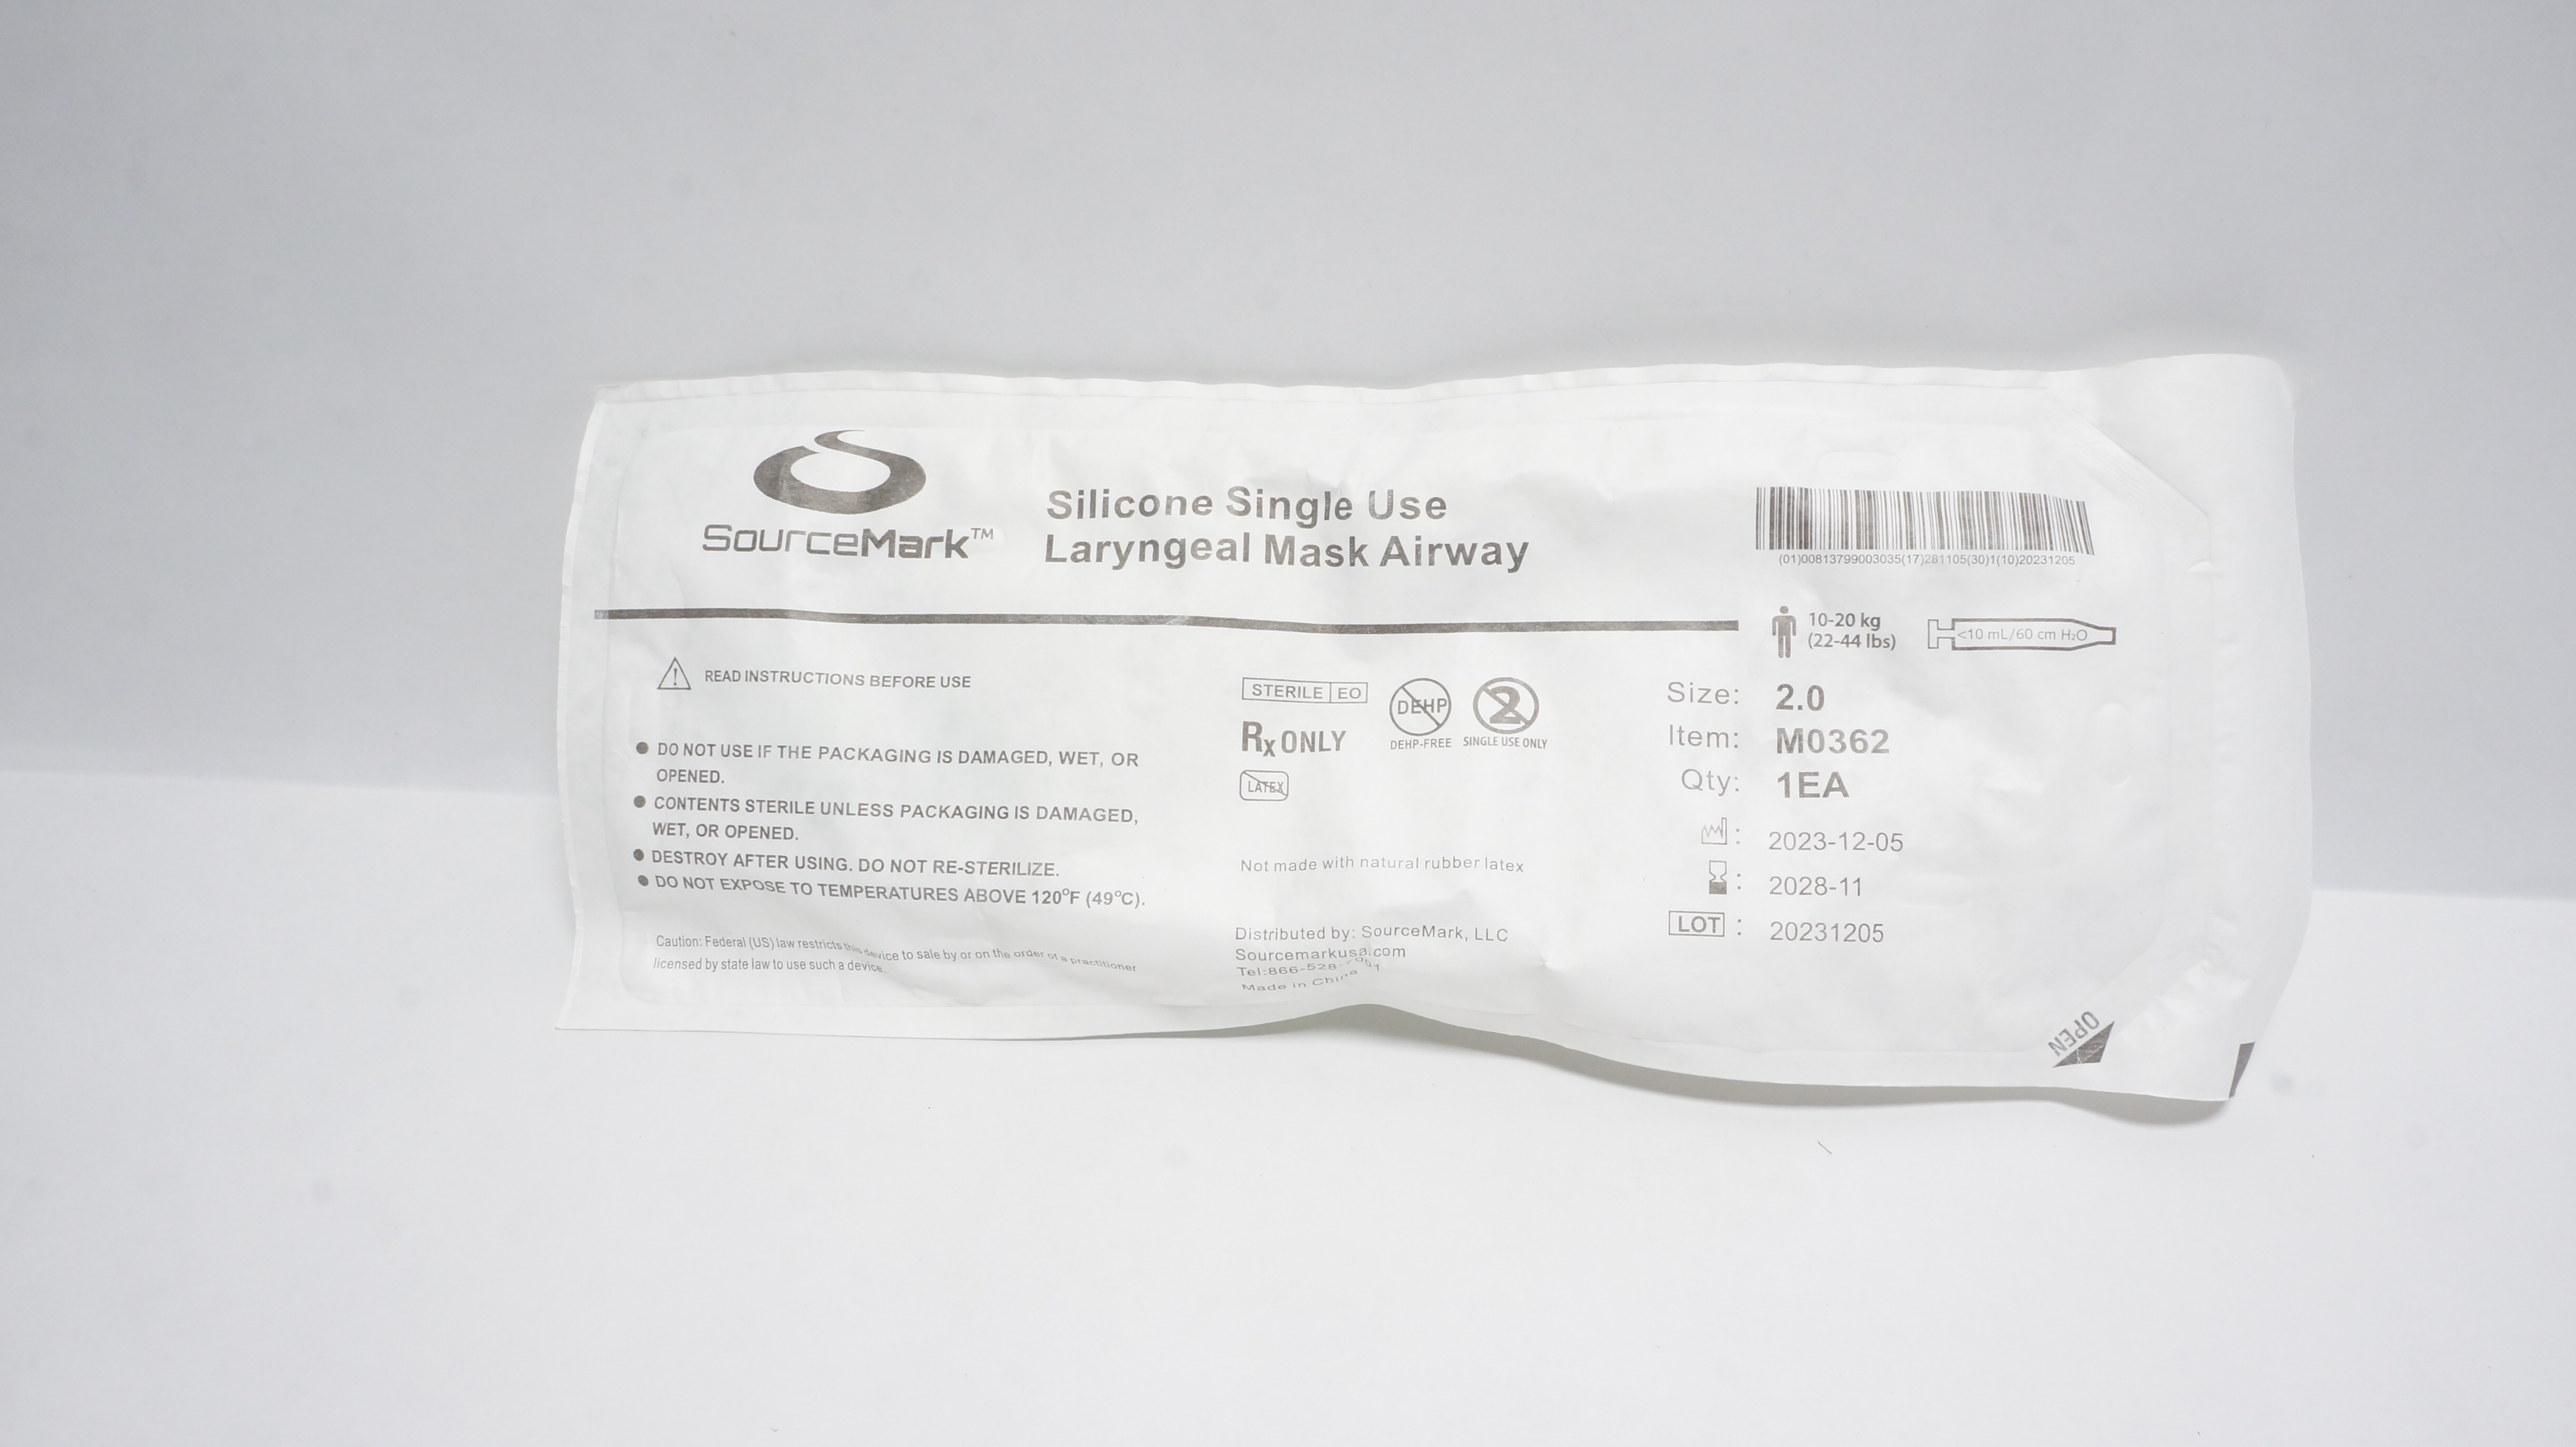 SourceMark™
Silicone Single Use
Laryngeal Mask Airway
(01)00813799003035(17)281105(30)1(10)20231205
10-20 kg
(22-44 lbs)
<10 mL/60 cm H₂O
READ INSTRUCTIONS BEFORE USE
● DO NOT USE IF THE PACKAGING IS DAMAGED, WET, OR
OPENED.
● CONTENTS STERILE UNLESS PACKAGING IS DAMAGED,
WET, OR OPENED.
● DESTROY AFTER USING. DO NOT RE-STERILIZE.
● DO NOT EXPOSE TO TEMPERATURES ABOVE 120°F (49°C).
Caution: Federal (US) law restricts this device to sale by or on the order of a practitioner
licensed by state law to use such a device.
STERILE EO
Rx ONLY
DEHP
DEHP-FREE
2
SINGLE USE ONLY
LATEX
Not made with natural rubber latex
Distributed by: SourceMark, LLC
Sourcemarkusa.com
Tel:866-528-
Made in China
Size: 2.0
Item: M0362
Qty: 1EA
: 2023-12-05
: 2028-11
LOT : 20231205
OPEN